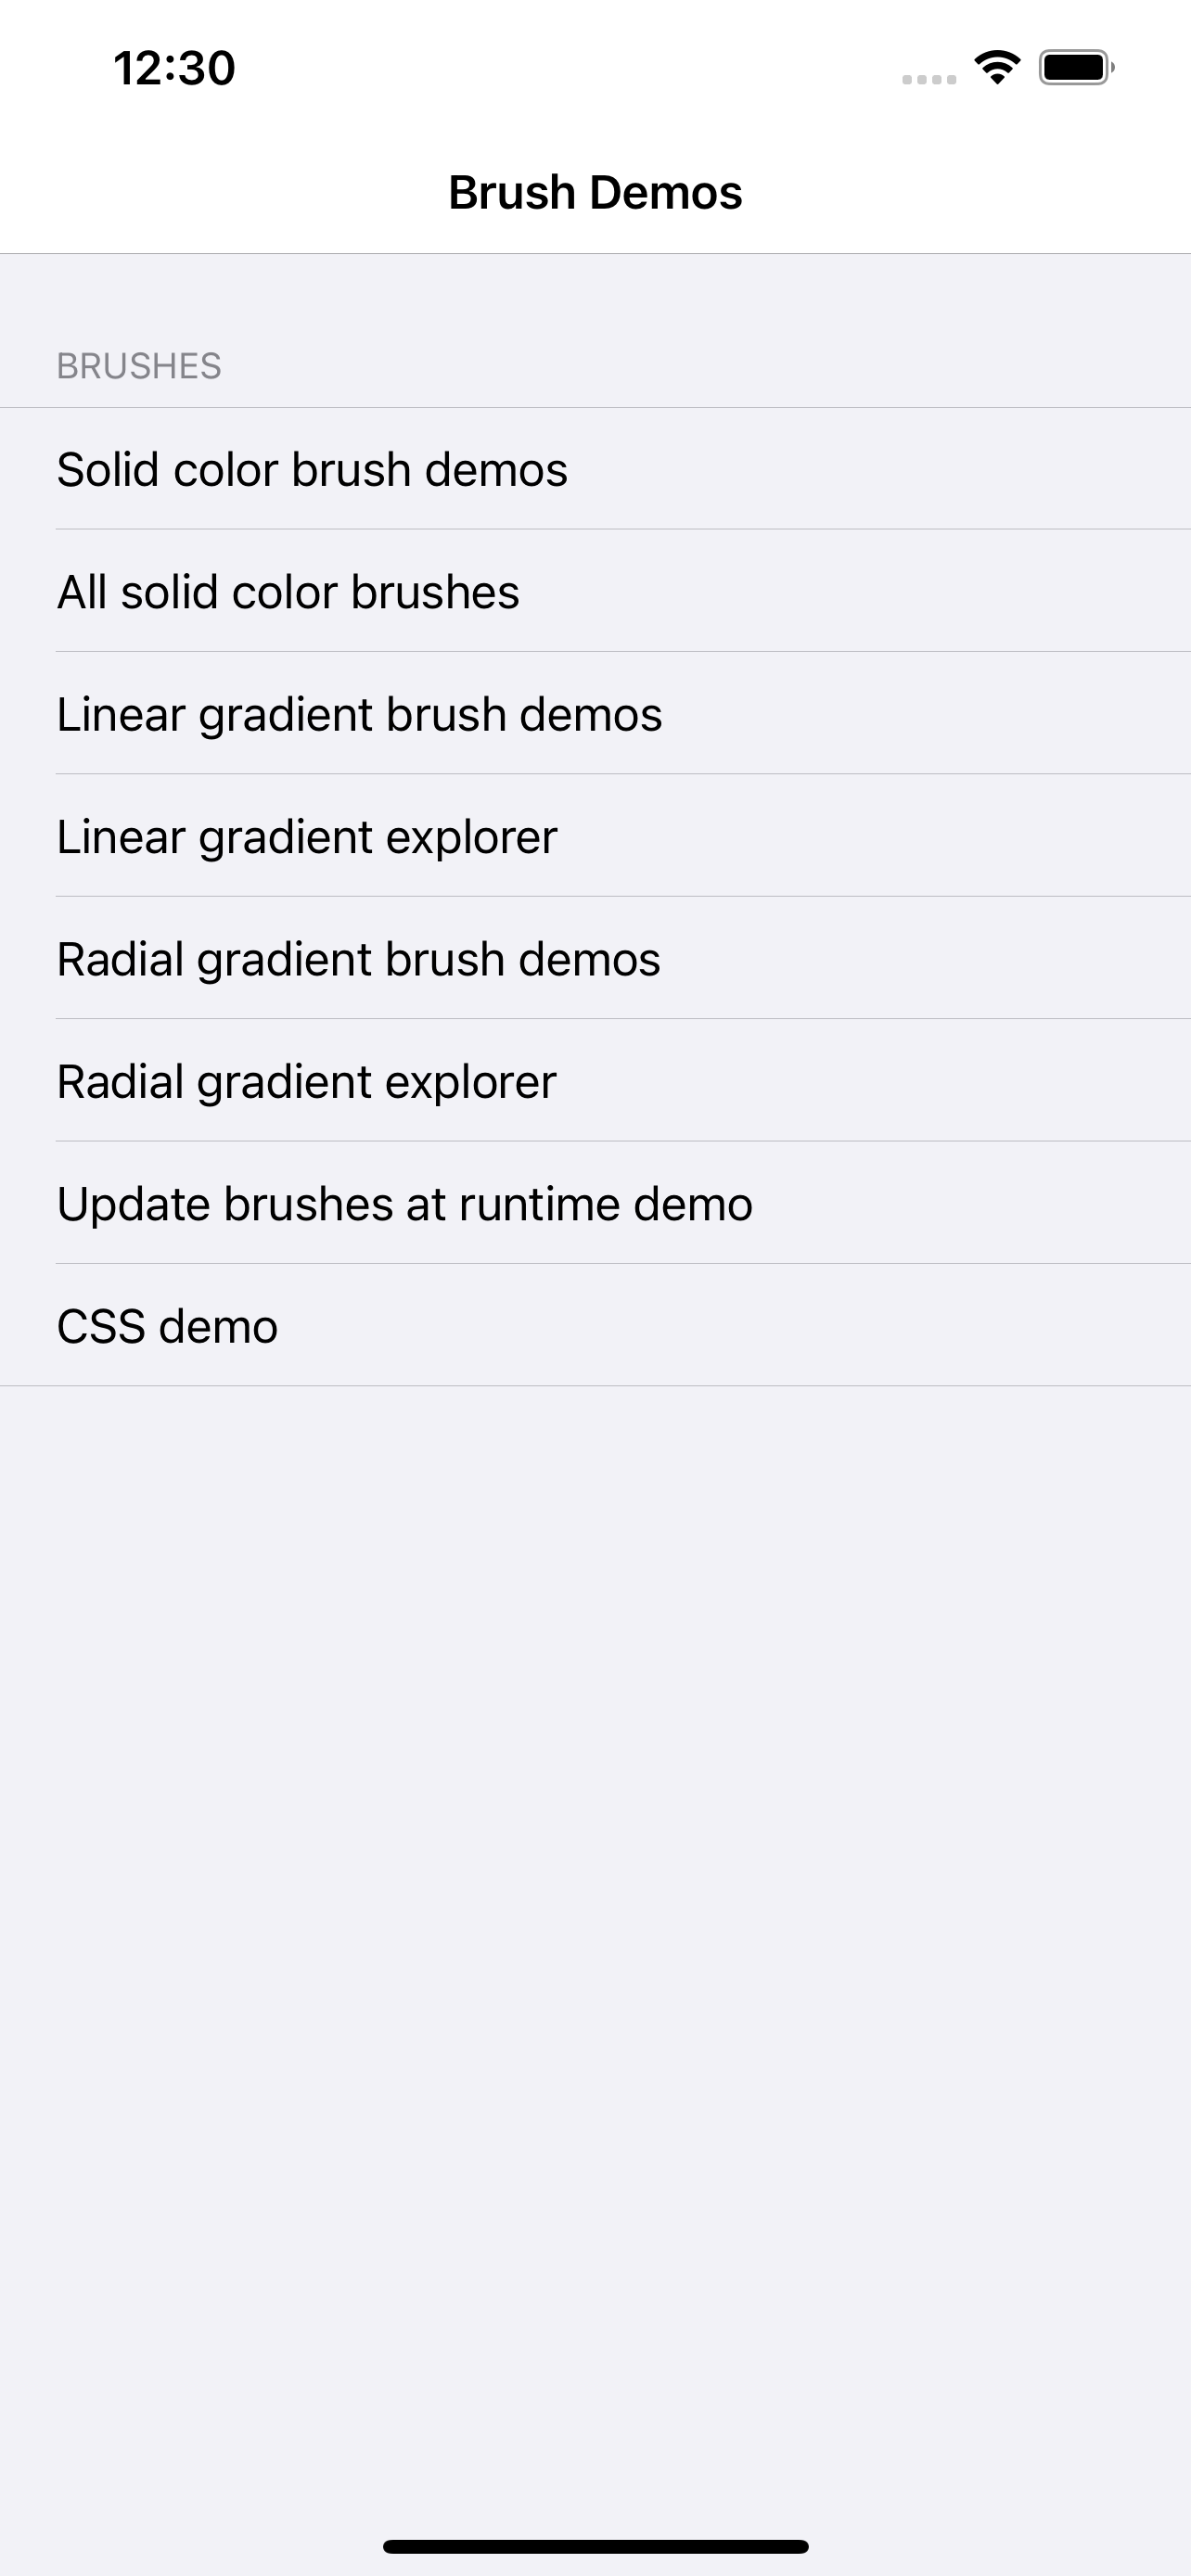 12:30
Brush Demos
BRUSHES
Solid color brush demos
All solid color brushes
Linear gradient brush demos
Linear gradient explorer
Radial gradient brush demos
Radial gradient explorer
Update brushes at runtime demo
CSS demo